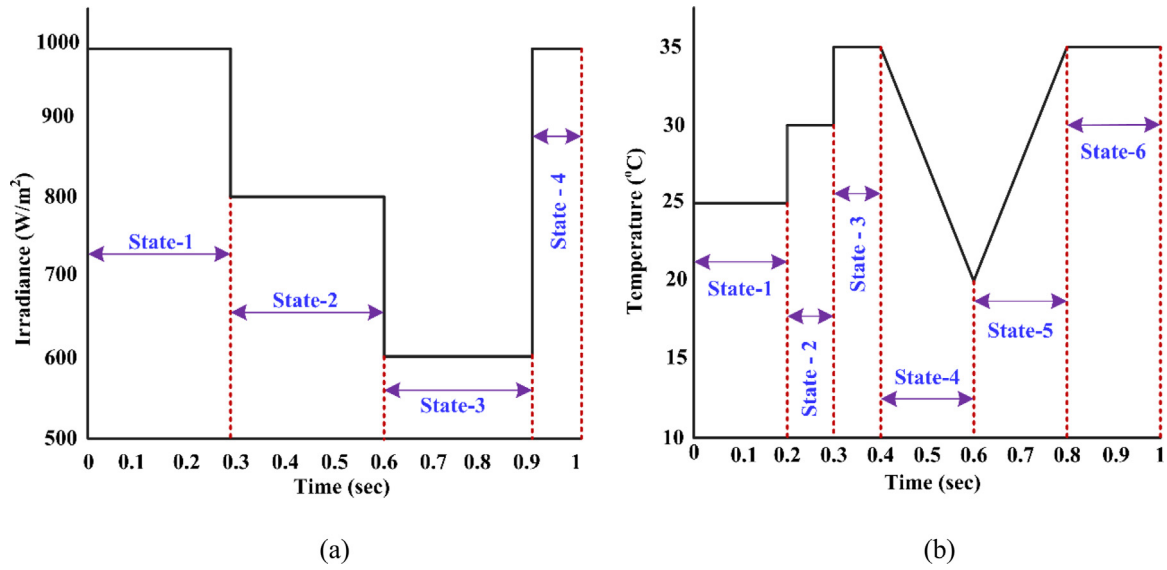 Irradiance (W/m²)
1000
900
800
700
600
500
State-1
State-2
State-3
State - 4
0 0.1 0.2 0.3 0.4 0.5 0.6 0.7 0.8 0.9 1
Time (sec)
(a)
Temperature (°C)
35
30
25
20
15
10
State-1
State - 2
State - 3
State-4
State-5
State-6
0 0.1 0.2 0.3 0.4 0.5 0.6 0.7 0.8 0.9 1
Time (sec)
(b)